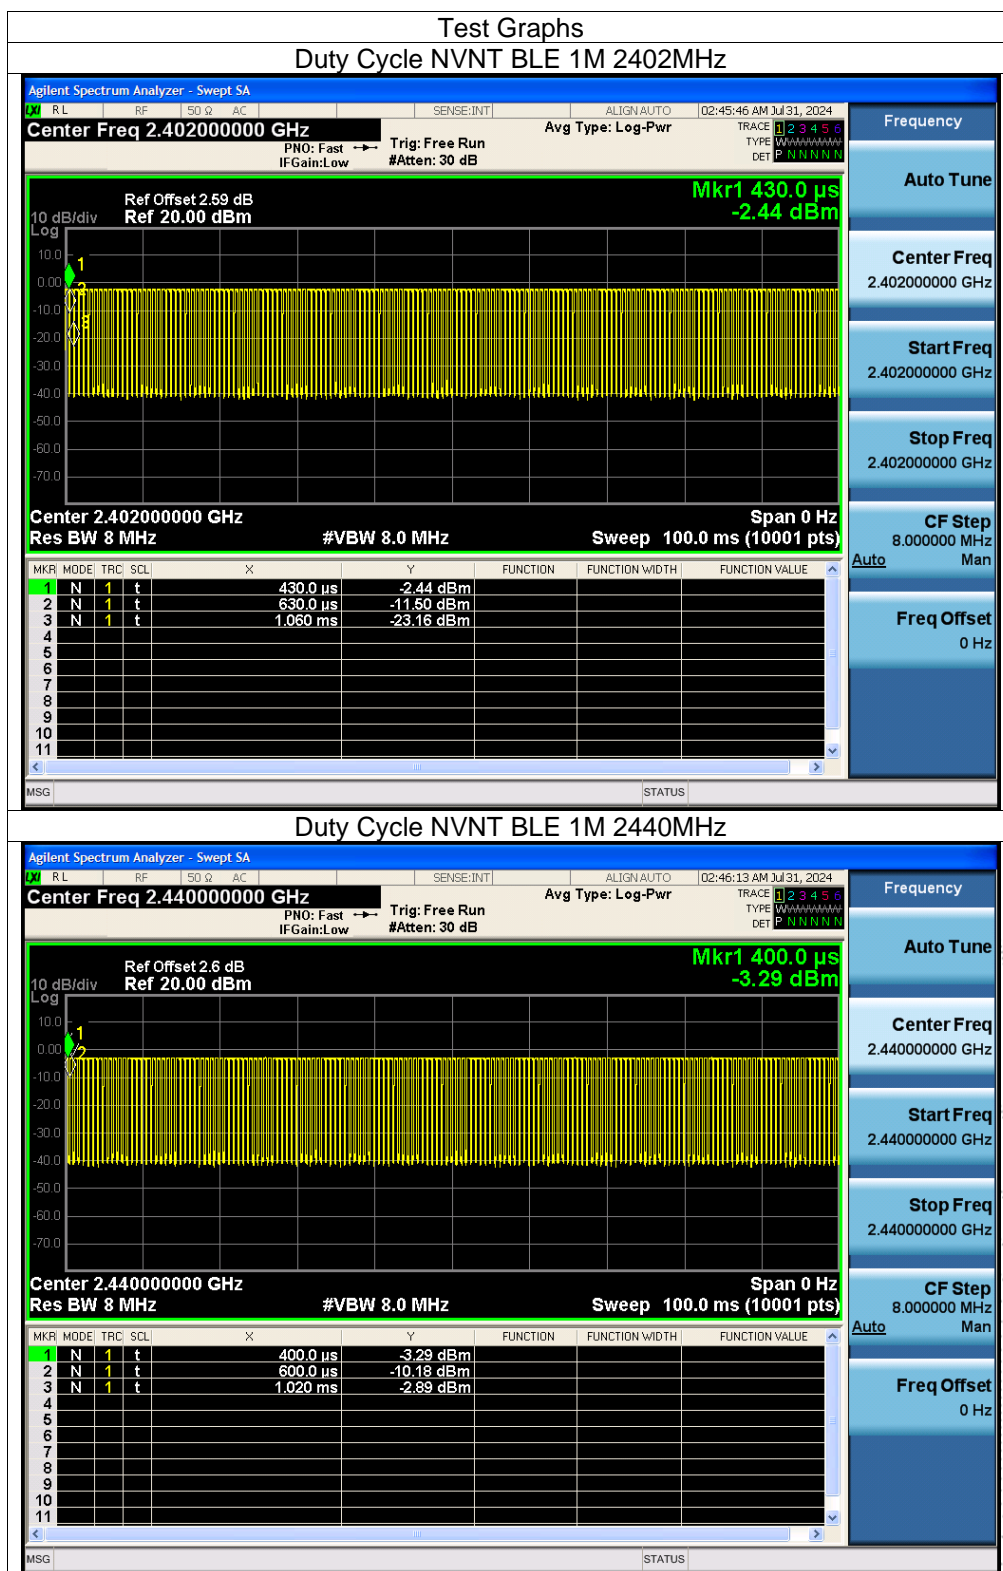 Test Graphs
Duty Cycle NVNT BLE 1M 2402MHz
Agilent Spectrum Analyzer - Swept SA
LXI RL RF 50 Ω AC SENSE:INT ALIGN AUTO 02:45:46 AM Jul 31, 2024
Center Freq 2.402000000 GHz Avg Type: Log-Pwr TRACE 1 2 3 4 5 6
PNO: Fast Trig: Free Run TYPE WWWWWW
IFGain:Low #Atten: 30 dB DET P N N N N N
Frequency
Auto Tune
Mkr1 430.0 µs
-2.44 dBm
Ref Offset 2.59 dB
10 dB/div Ref 20.00 dBm
Log
10.0
0.00
-10.0
-20.0
-30.0
-40.0
-50.0
-60.0
-70.0
1
2
3
Center Freq
2.402000000 GHz
Start Freq
2.402000000 GHz
Stop Freq
2.402000000 GHz
CF Step
8.000000 MHz
Auto Man
Freq Offset
0 Hz
Center 2.402000000 GHz Span 0 Hz
Res BW 8 MHz #VBW 8.0 MHz Sweep 100.0 ms (10001 pts)
MKR MODE TRC SCL X Y FUNCTION FUNCTION WIDTH FUNCTION VALUE
1 N 1 t 430.0 µs -2.44 dBm
2 N 1 t 630.0 µs -11.50 dBm
3 N 1 t 1.060 ms -23.16 dBm
4
5
6
7
8
9
10
11
MSG STATUS
Duty Cycle NVNT BLE 1M 2440MHz
Agilent Spectrum Analyzer - Swept SA
LXI RL RF 50 Ω AC SENSE:INT ALIGN AUTO 02:46:13 AM Jul 31, 2024
Center Freq 2.440000000 GHz Avg Type: Log-Pwr TRACE 1 2 3 4 5 6
PNO: Fast Trig: Free Run TYPE WWWWWW
IFGain:Low #Atten: 30 dB DET P N N N N N
Frequency
Auto Tune
Mkr1 400.0 µs
-3.29 dBm
Ref Offset 2.6 dB
10 dB/div Ref 20.00 dBm
Log
10.0
0.00
-10.0
-20.0
-30.0
-40.0
-50.0
-60.0
-70.0
1
2
Center Freq
2.440000000 GHz
Start Freq
2.440000000 GHz
Stop Freq
2.440000000 GHz
CF Step
8.000000 MHz
Auto Man
Freq Offset
0 Hz
Center 2.440000000 GHz Span 0 Hz
Res BW 8 MHz #VBW 8.0 MHz Sweep 100.0 ms (10001 pts)
MKR MODE TRC SCL X Y FUNCTION FUNCTION WIDTH FUNCTION VALUE
1 N 1 t 400.0 µs -3.29 dBm
2 N 1 t 600.0 µs -10.18 dBm
3 N 1 t 1.020 ms -2.89 dBm
4
5
6
7
8
9
10
11
MSG STATUS